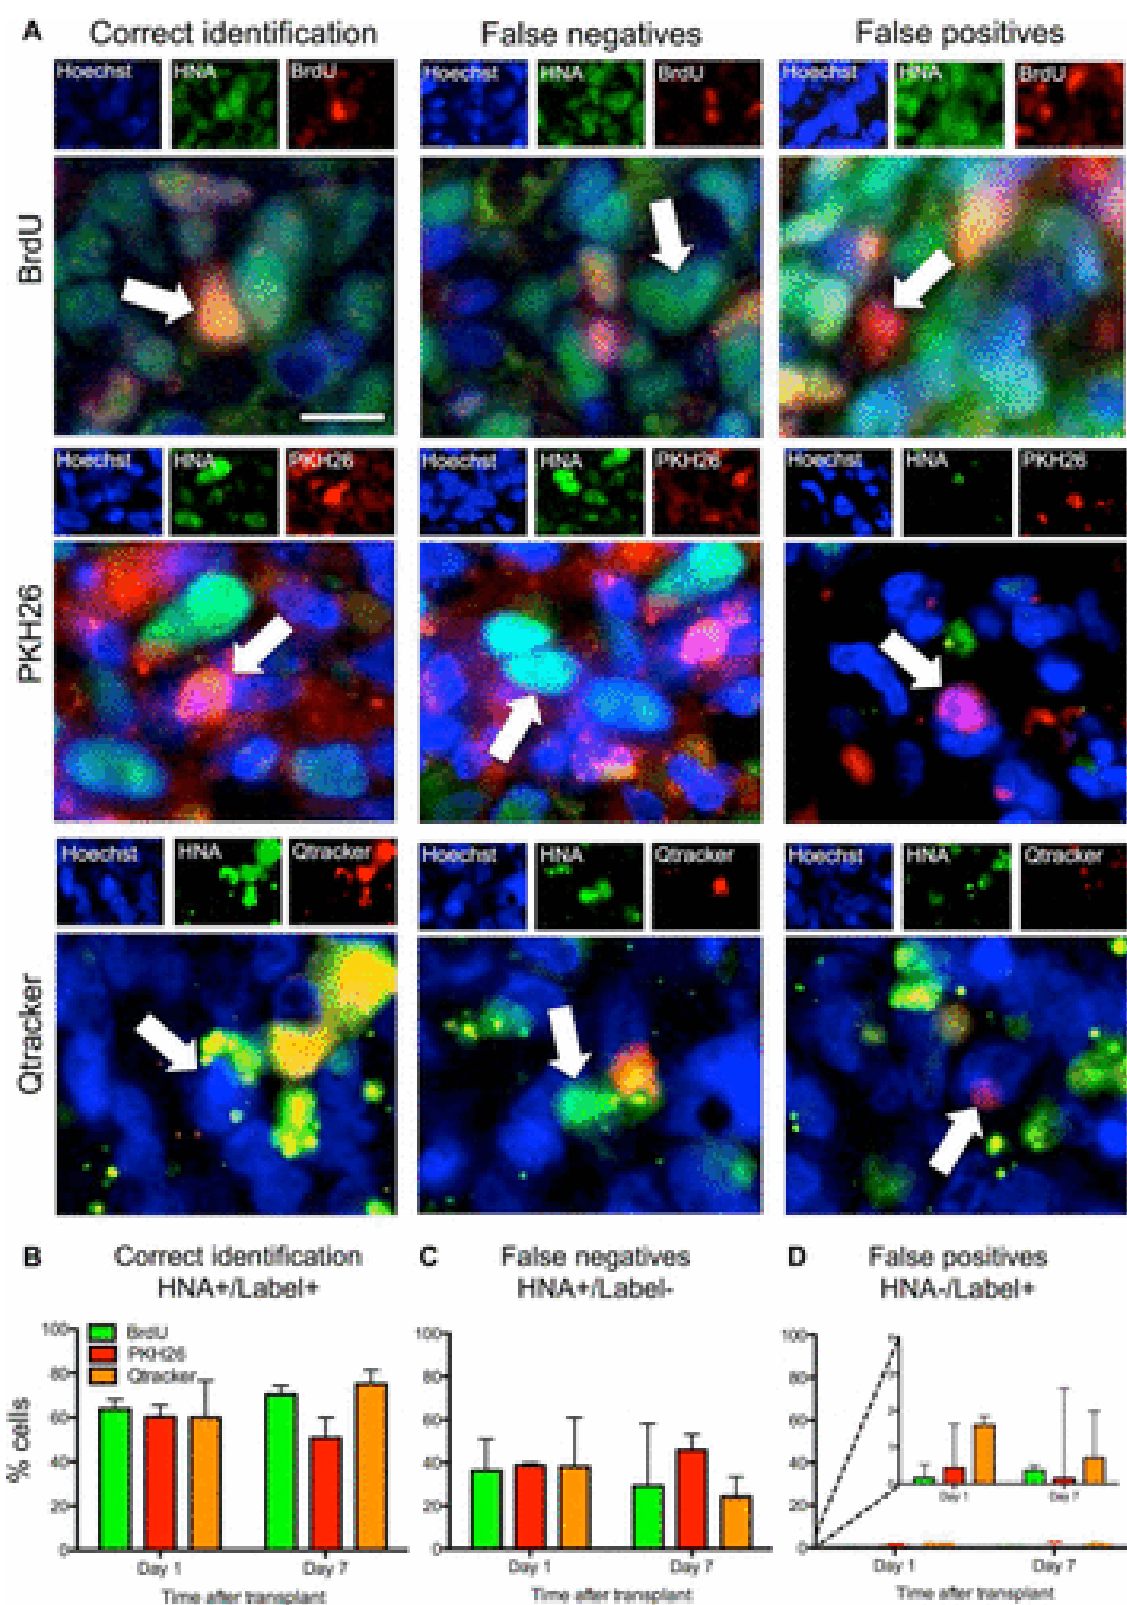 A Correct identification False negatives False positives
Hoechst HNA BrdU Hoechst HNA BrdU Hoechst HNA BrdU
BrdU
Hoechst HNA PKH26 Hoechst HNA PKH26 Hoechst HNA PKH26
PKH26
Hoechst HNA Qtracker Hoechst HNA Qtracker Hoechst HNA Qtracker
Qtracker
B Correct identification C False negatives D False positives
HNA+/Label+ HNA+/Label- HNA-/Label+
100 100 100
BrdU
PKH26
Qtracker
80 80 80
60 60 60
40 40 40
20 20 20
0 0 0
% cells
Day 1 Day 7
Day 1 Day 7 Day 1 Day 7 Day 1 Day 7
Time after transplant Time after transplant Time after transplant